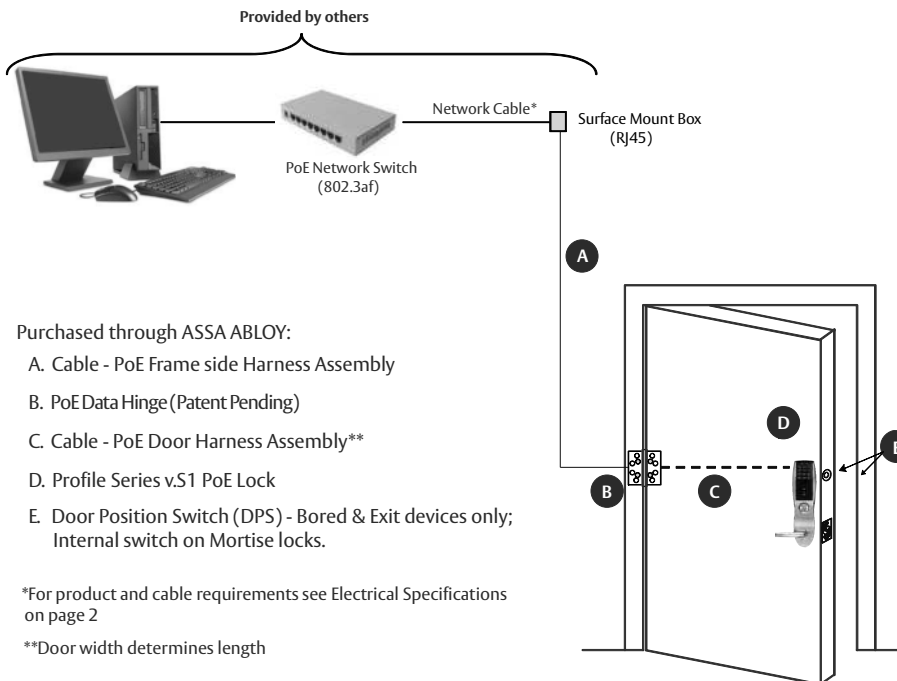 Provided by others
Network Cable*
Surface Mount Box
(RJ45)
PoE Network Switch
(802.3af)
A
Purchased through ASSA ABLOY:
A. Cable - PoE Frame side Harness Assembly
B. PoE Data Hinge (Patent Pending)
C. Cable - PoE Door Harness Assembly**
D. Profile Series v.S1 PoE Lock
E. Door Position Switch (DPS) - Bored & Exit devices only;
Internal switch on Mortise locks.
*For product and cable requirements see Electrical Specifications
on page 2
**Door width determines length
D
E
B
C